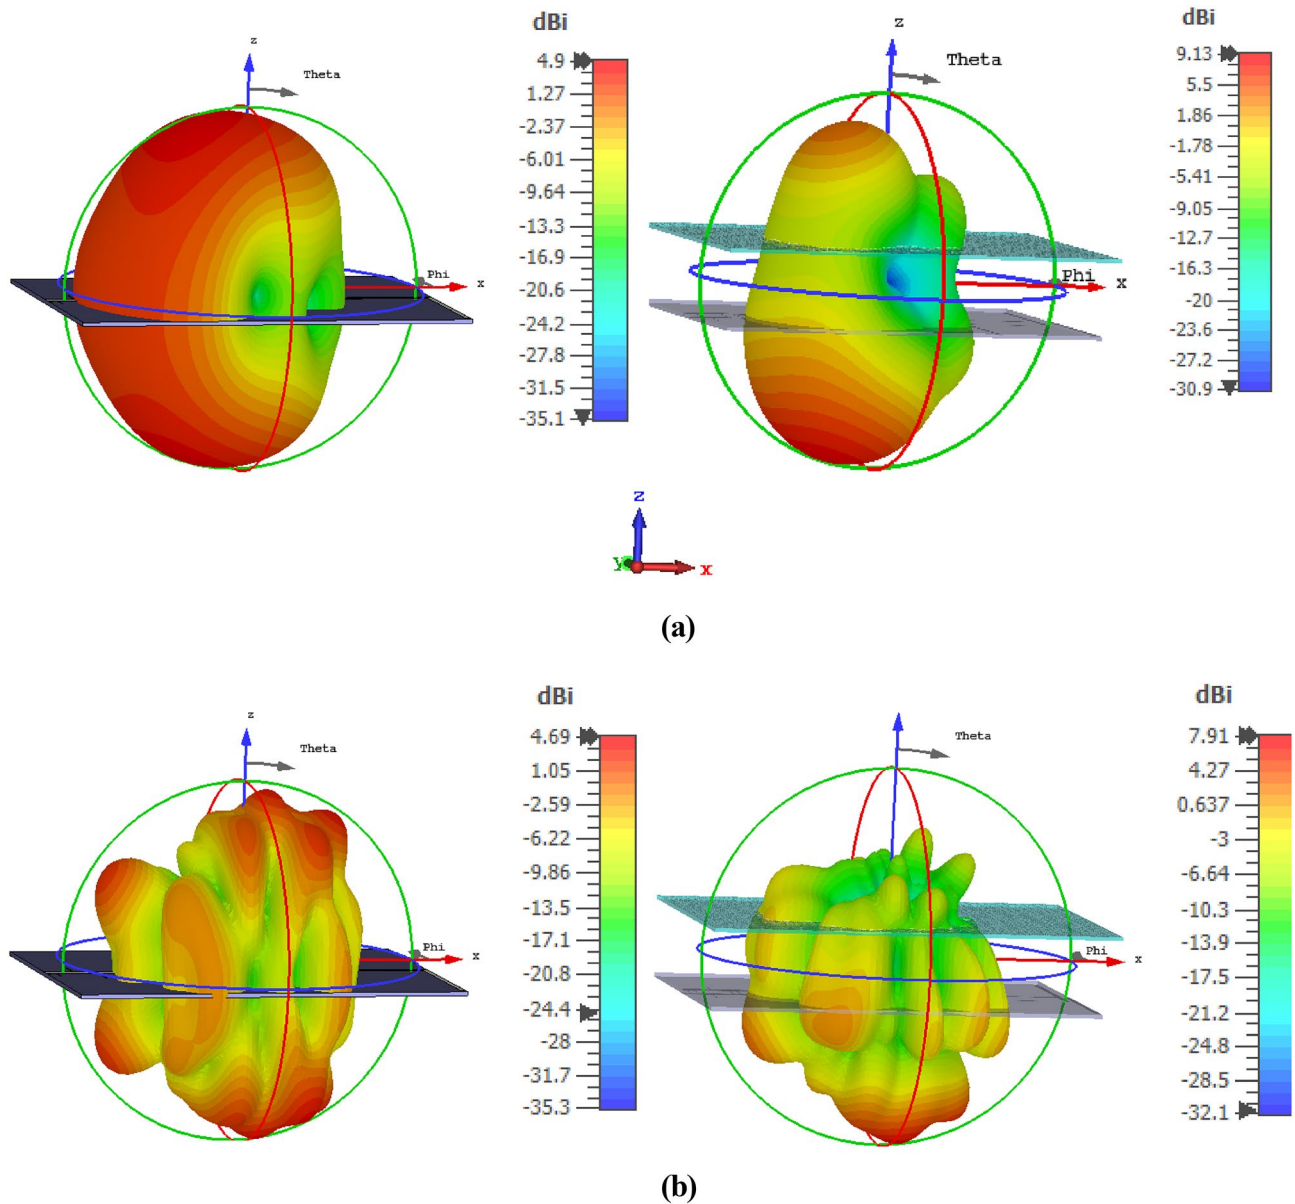 dBi
4.9
1.27
-2.37
-6.01
-9.64
-13.3
-16.9
-20.6
-24.2
-27.8
-31.5
-35.1
z
Theta
Phi
x
dBi
9.13
5.5
1.86
-1.78
-5.41
-9.05
-12.7
-16.3
-20
-23.6
-27.2
-30.9
z
Theta
Phi
x
z
y
x
(a)
dBi
4.69
1.05
-2.59
-6.22
-9.86
-13.5
-17.1
-20.8
-24.4
-28
-31.7
-35.3
z
Theta
Phi
x
dBi
7.91
4.27
0.637
-3
-6.64
-10.3
-13.9
-17.5
-21.2
-24.8
-28.5
-32.1
z
Theta
Phi
x
(b)